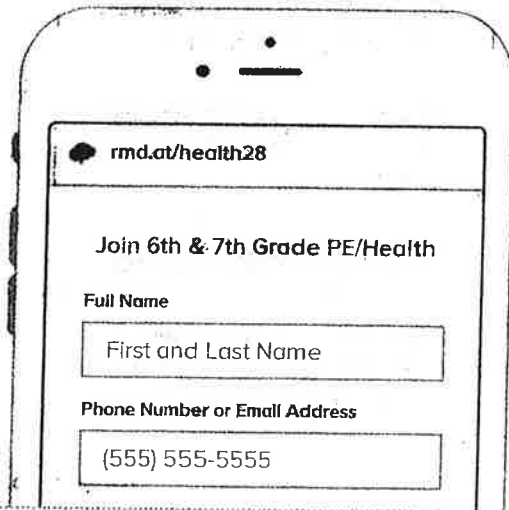 rmd.at/health28
Join 6th & 7th Grade PE/Health
Full Name
First and Last Name
Phone Number or Email Address
(555) 555-5555